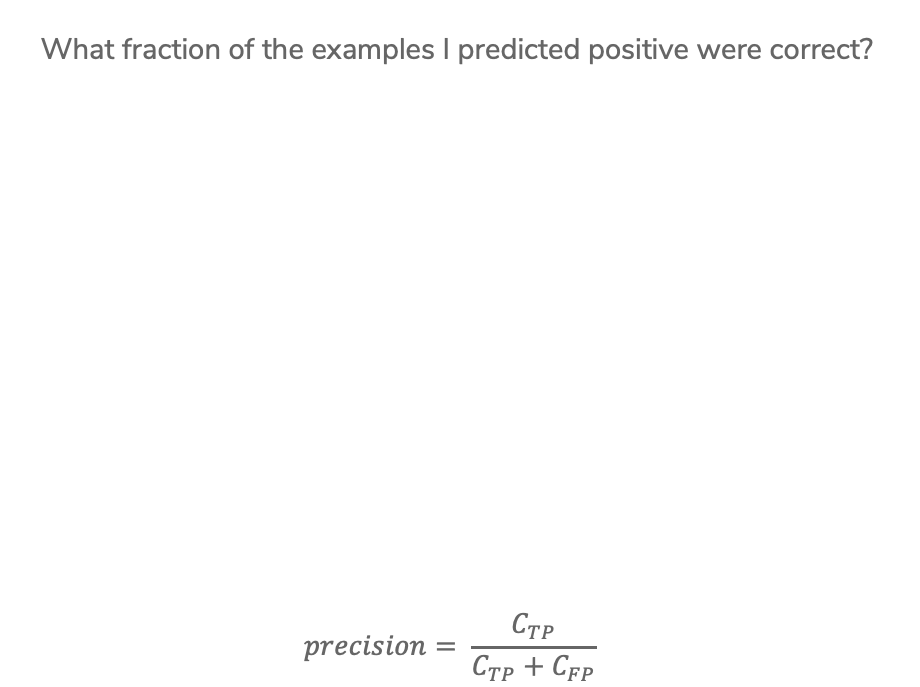 What fraction of the examples I predicted positive were correct?
precision = C_TP / (C_TP + C_FP)